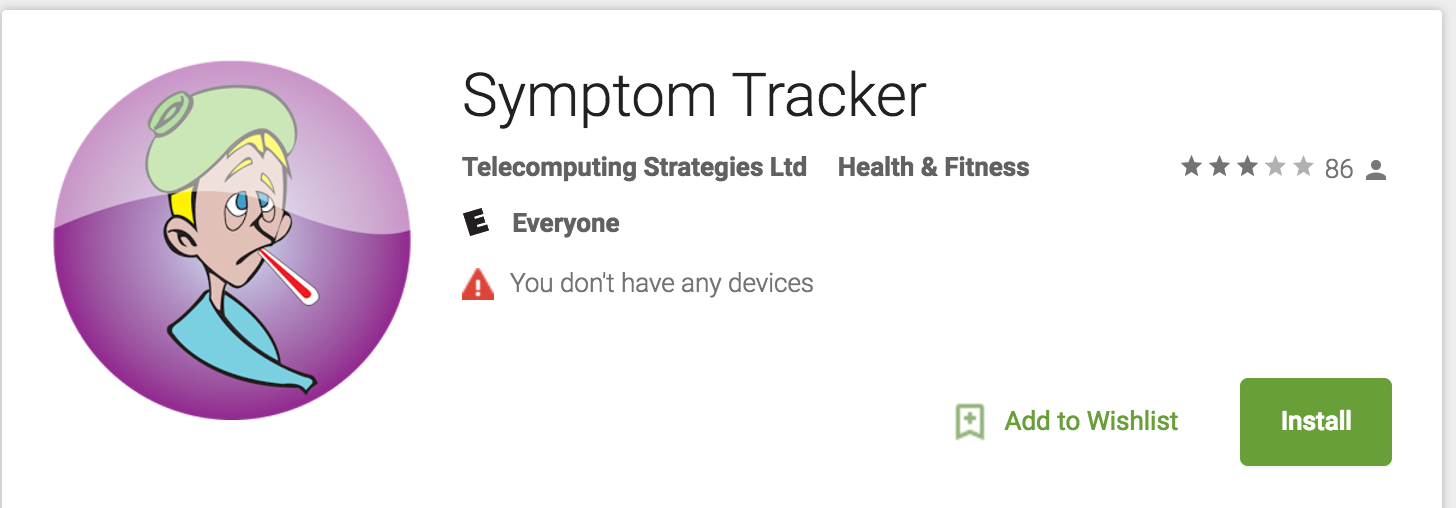 Symptom Tracker
Telecomputing Strategies Ltd Health & Fitness 86
E Everyone
You don't have any devices
Add to Wishlist Install